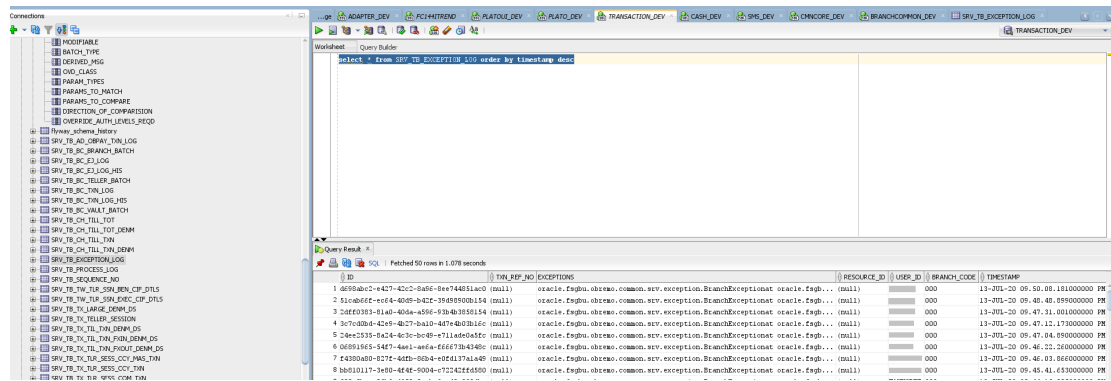 Connections
...ge ADAPTER_DEV FC144ITREND PLATOUI_DEV PLATO_DEV TRANSACTION_DEV CASH_DEV SMS_DEV CMNCORE_DEV BRANCHCOMMON_DEV SRV_TB_EXCEPTION_LOG
TRANSACTION_DEV
Worksheet Query Builder
select * from SRV_TB_EXCEPTION_LOG order by timestamp desc
MODIFIABLE
BATCH_TYPE
DERIVED_MSG
OVD_CLASS
PARAM_TYPES
PARAMS_TO_MATCH
PARAMS_TO_COMPARE
DIRECTION_OF_COMPARISION
OVERRIDE_AUTH_LEVELS_REQD
flyway_schema_history
SRV_TB_AD_OBPAY_TXN_LOG
SRV_TB_BC_BRANCH_BATCH
SRV_TB_BC_EJ_LOG
SRV_TB_BC_EJ_LOG_HIS
SRV_TB_BC_TELLER_BATCH
SRV_TB_BC_TXN_LOG
SRV_TB_BC_TXN_LOG_HIS
SRV_TB_BC_VAULT_BATCH
SRV_TB_CH_TILL_TOT
SRV_TB_CH_TILL_TOT_DENM
SRV_TB_CH_TILL_TXN
SRV_TB_CH_TILL_TXN_DENM
SRV_TB_EXCEPTION_LOG
SRV_TB_PROCESS_LOG
SRV_TB_SEQUENCE_NO
SRV_TB_TW_TLR_SSN_BEN_CIF_DTLS
SRV_TB_TW_TLR_SSN_EXEC_CIF_DTLS
SRV_TB_TX_LARGE_DENM_DS
SRV_TB_TX_TELLER_SESSION
SRV_TB_TX_TIL_TXN_DENM_DS
SRV_TB_TX_TIL_TXN_FXIN_DENM_DS
SRV_TB_TX_TIL_TXN_FXOUT_DENM_DS
SRV_TB_TX_TLR_SESS_CCY_MAS_TXN
SRV_TB_TX_TLR_SESS_CCY_TXN
SRV_TB_TX_TLR_SESS_COM_TXN
Query Result
SQL | Fetched 50 rows in 1.078 seconds
ID TXN_REF_NO EXCEPTIONS RESOURCE_ID USER_ID BRANCH_CODE TIMESTAMP
1 d698abc2-e427-42c2-8a96-8ee74485lac0 (null) oracle.fsgbu.obremo.common.srv.exception.BranchExceptionat oracle.fsgb... (null) 000 13-JUL-20 09.50.08.181000000 PM
2 51cab66f-ec64-40d9-b42f-39d98900b154 (null) oracle.fsgbu.obremo.common.srv.exception.BranchExceptionat oracle.fsgb... (null) 000 13-JUL-20 09.48.48.899000000 PM
3 2dff0383-81a0-40da-a596-93b4b3858154 (null) oracle.fsgbu.obremo.common.srv.exception.BranchExceptionat oracle.fsgb... (null) 000 13-JUL-20 09.47.31.001000000 PM
4 3c7cd0bd-42e5-4b27-ba10-4d7e4b03b16c (null) oracle.fsgbu.obremo.common.srv.exception.BranchExceptionat oracle.fsgb... (null) 000 13-JUL-20 09.47.12.173000000 PM
5 24ee2535-8a24-4c3c-bc49-e711ade0a5fc (null) oracle.fsgbu.obremo.common.srv.exception.BranchExceptionat oracle.fsgb... (null) 000 13-JUL-20 09.47.04.890000000 PM
6 06891965-54f7-4ae1-ae6a-f66673b4348c (null) oracle.fsgbu.obremo.common.srv.exception.BranchExceptionat oracle.fsgb... (null) 000 13-JUL-20 09.46.22.260000000 PM
7 f4380a80-827f-4dfb-86b4-e0fd137a1a49 (null) oracle.fsgbu.obremo.common.srv.exception.BranchExceptionat oracle.fsgb... (null) 000 13-JUL-20 09.46.03.866000000 PM
8 bb810117-3e80-4f4f-9004-c72242ffd580 (null) oracle.fsgbu.obremo.common.srv.exception.BranchExceptionat oracle.fsgb... (null) 000 13-JUL-20 09.45.41.653000000 PM